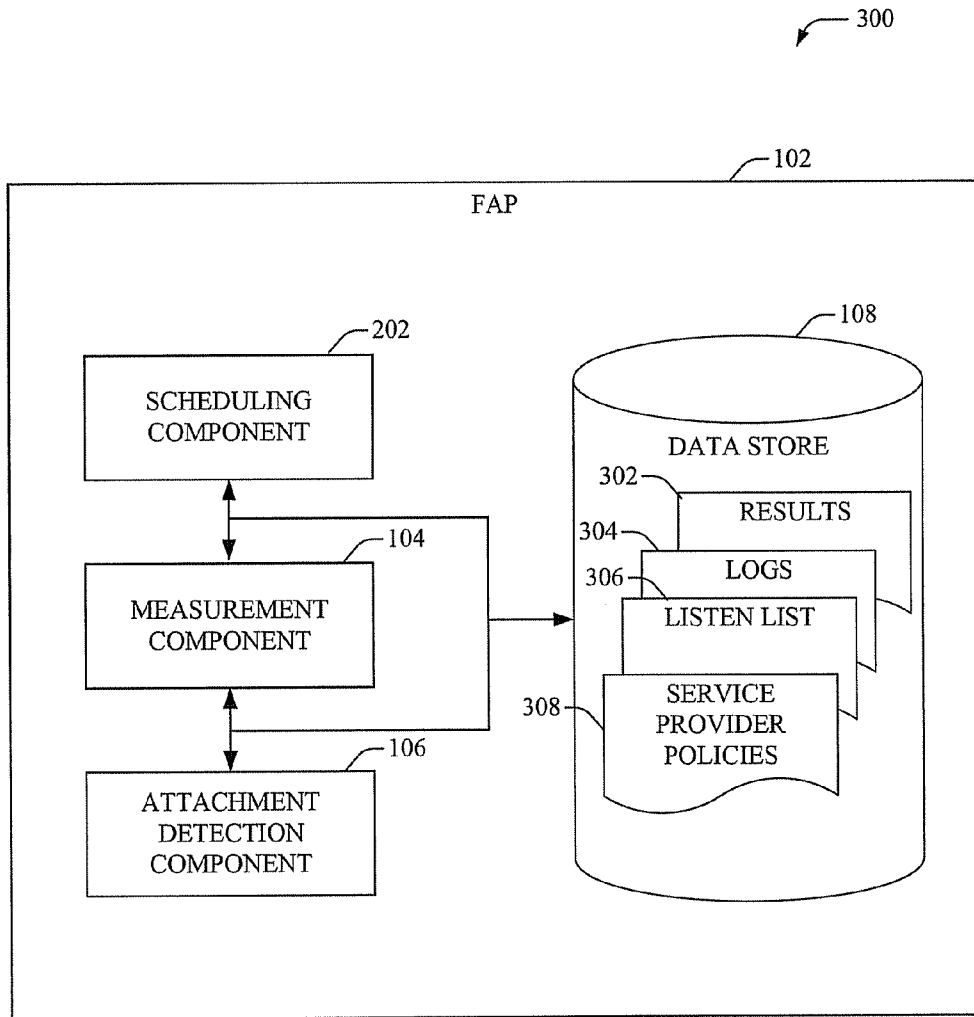 300
102
FAP
202
SCHEDULING
COMPONENT
104
MEASUREMENT
COMPONENT
106
ATTACHMENT
DETECTION
COMPONENT
108
DATA STORE
302
RESULTS
304
LOGS
306
LISTEN LIST
308
SERVICE
PROVIDER
POLICIES